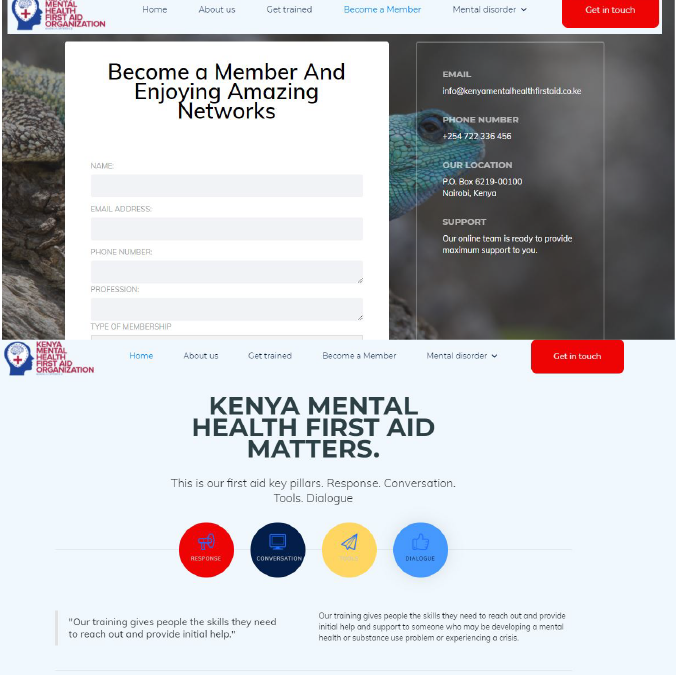 MENTAL
HEALTH
FIRST AID
ORGANIZATION
Home About us Get trained Become a Member Mental disorder Get in touch
Become a Member And
Enjoying Amazing
Networks
NAME:
EMAIL ADDRESS:
PHONE NUMBER:
PROFESSION:
TYPE OF MEMBERSHIP
EMAIL
info@kenyamentalhealthfirstaid.co.ke
PHONE NUMBER
+254 722 336 456
OUR LOCATION
P.O. Box 6219-00100
Nairobi, Kenya
SUPPORT
Our online team is ready to provide
maximum support to you.
KENYA
MENTAL
HEALTH
FIRST AID
ORGANIZATION
Home About us Get trained Become a Member Mental disorder Get in touch
KENYA MENTAL
HEALTH FIRST AID
MATTERS.
This is our first aid key pillars. Response. Conversation.
Tools. Dialogue
RESPONSE CONVERSATION DIALOGUE
"Our training gives people the skills they need
to reach out and provide initial help."
Our training gives people the skills they need to reach out and provide
initial help and support to someone who may be developing a mental
health or substance use problem or experiencing a crisis.